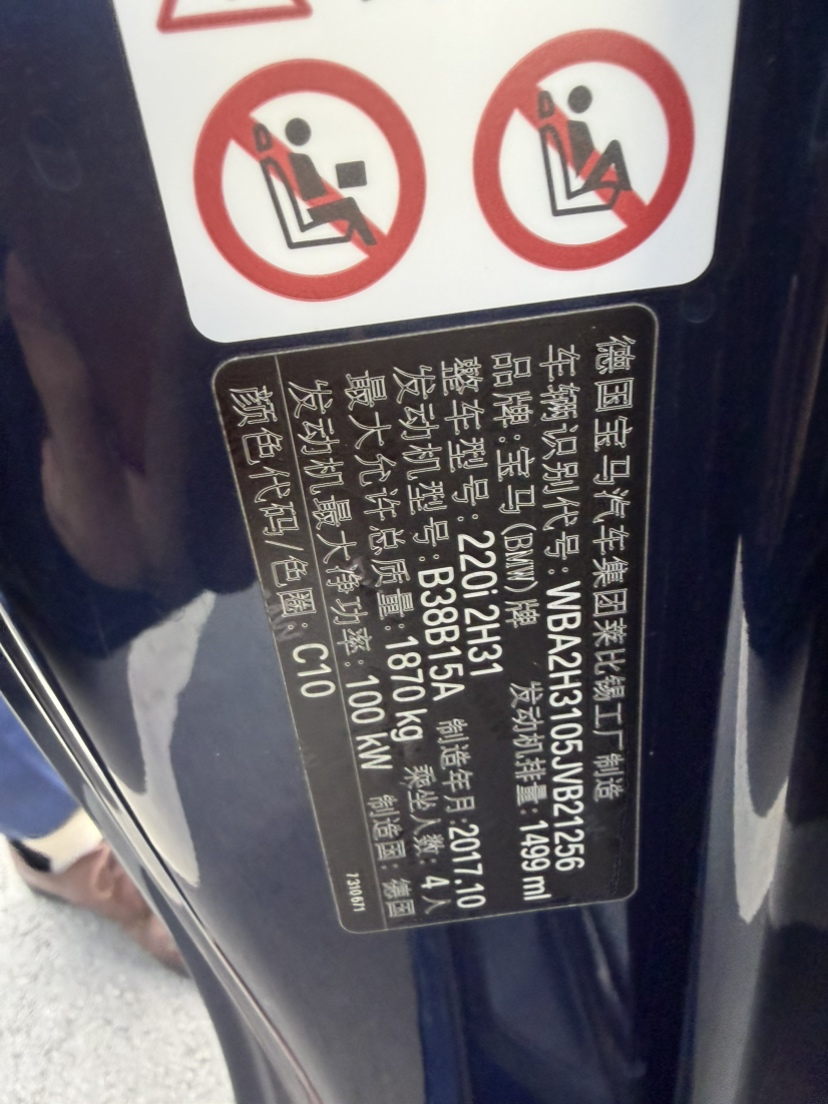 德国宝马汽车集团莱比锡工厂制造
车辆识别代号:WBA2H3105JVB21256
品牌:宝马(BMW)牌 发动机排量:1499 ml
整车型号:220i 2H31
发动机型号:B38B15A 制造年月:2017.10
最大允许总质量:1870 kg 乘坐人数:4人
发动机最大净功率:100 kW 制造国:德国
颜色代码/色圈:C10
7310671